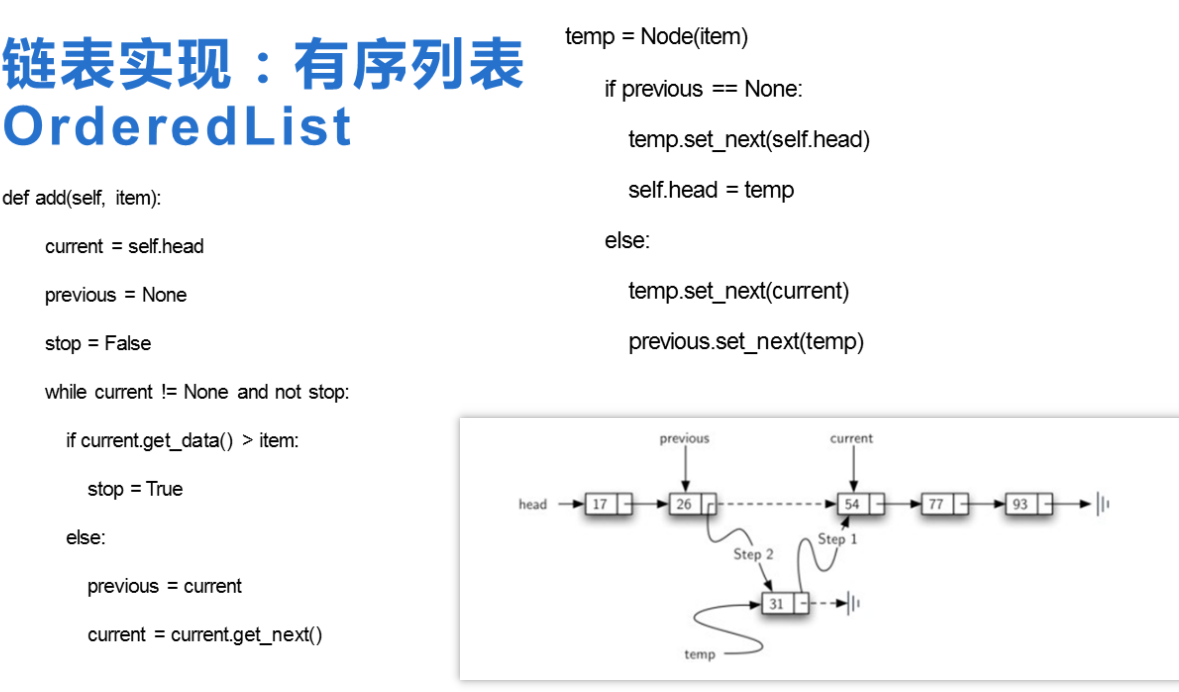 链表实现：有序列表
OrderedList
def add(self, item):
current = self.head
previous = None
stop = False
while current != None and not stop:
if current.get_data() > item:
stop = True
else:
previous = current
current = current.get_next()
temp = Node(item)
if previous == None:
temp.set_next(self.head)
self.head = temp
else:
temp.set_next(current)
previous.set_next(temp)
previous current
head 17 26 54 77 93
Step 2 Step 1
31
temp